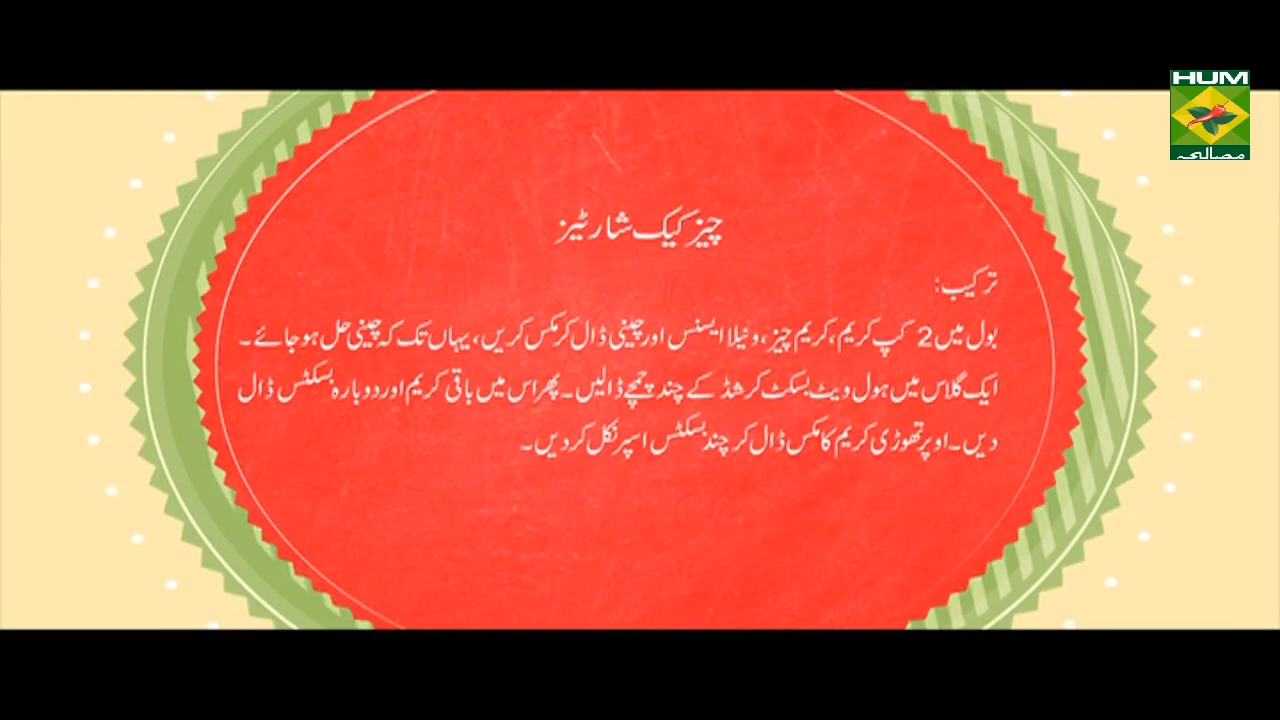 HUM
مصالحہ
چیز کیک شارٹیز
ترکیب:
بول میں 2 کپ کریم، کریم چیز، ونیلا ایسنس اور چینی ڈال کر مکس کریں، یہاں تک کہ چینی حل ہو جائے۔
ایک گلاس میں ہول ویٹ بسکٹ کرشڈ کے چند چمچے ڈالیں۔ پھر اس میں باقی کریم اور دوبارہ بسکٹس ڈال
دیں۔ اوپر تھوڑی کریم کا مکس ڈال کر چند بسکٹس اسپرنکل کر دیں۔